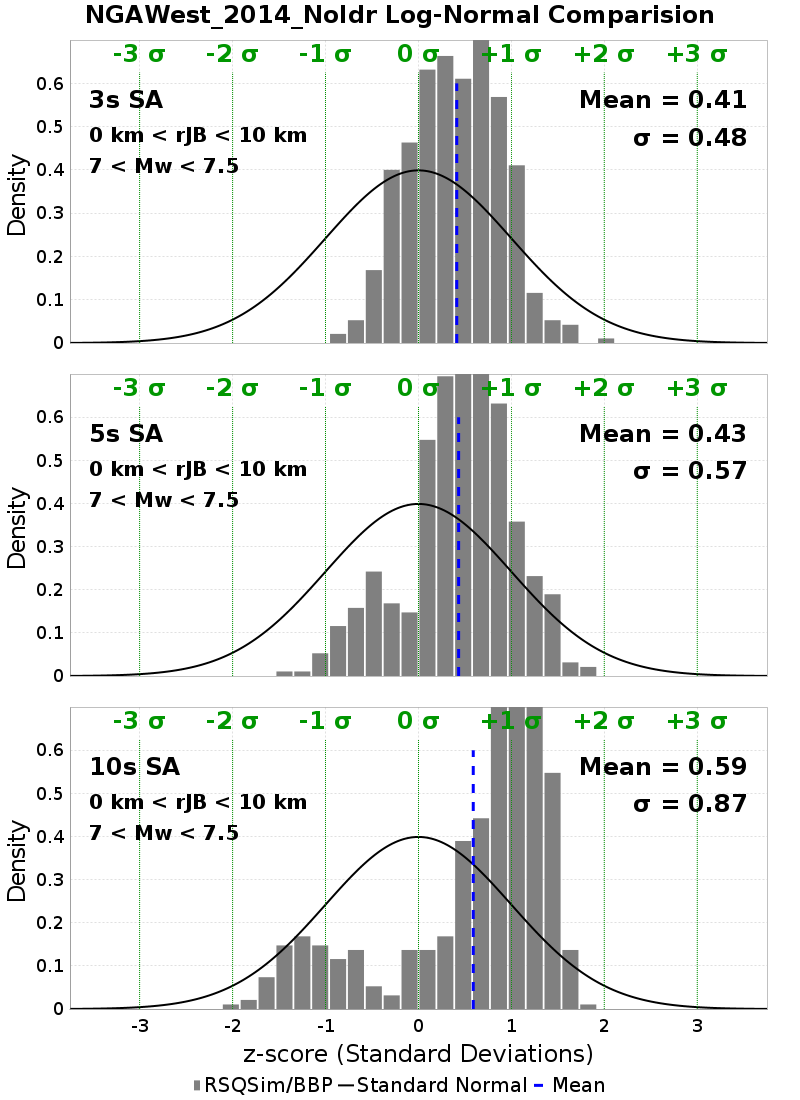 NGAWest_2014_NoIdr Log-Normal Comparision
-3 σ -2 σ -1 σ 0 σ +1 σ +2 σ +3 σ
3s SA
0 km < rJB < 10 km
7 < Mw < 7.5
Mean = 0.41
σ = 0.48
Density
0.6
0.5
0.4
0.3
0.2
0.1
0
-3 σ -2 σ -1 σ 0 σ +1 σ +2 σ +3 σ
5s SA
0 km < rJB < 10 km
7 < Mw < 7.5
Mean = 0.43
σ = 0.57
Density
0.6
0.5
0.4
0.3
0.2
0.1
0
-3 σ -2 σ -1 σ 0 σ +1 σ +2 σ +3 σ
10s SA
0 km < rJB < 10 km
7 < Mw < 7.5
Mean = 0.59
σ = 0.87
Density
0.6
0.5
0.4
0.3
0.2
0.1
0
-3 -2 -1 0 1 2 3
z-score (Standard Deviations)
RSQSim/BBP Standard Normal Mean